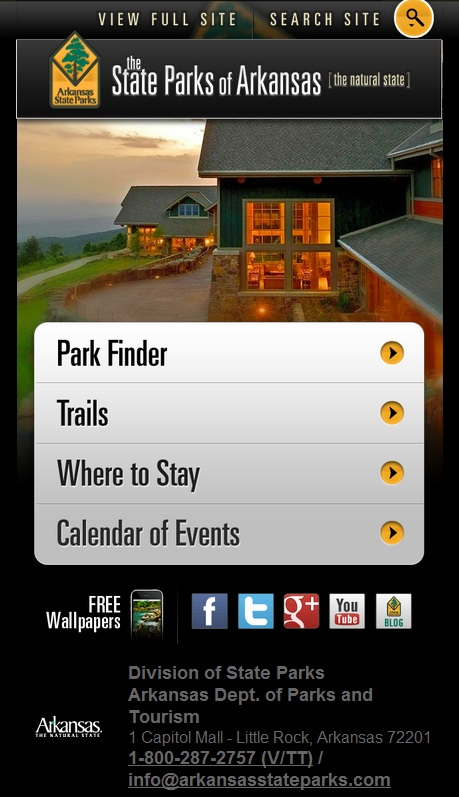 VIEW FULL SITE SEARCH SITE
the
State Parks of Arkansas [the natural state]
Arkansas
State Parks
Park Finder
Trails
Where to Stay
Calendar of Events
FREE
Wallpapers
f t g+ You
Tube BLOG
Division of State Parks
Arkansas Dept. of Parks and
Tourism
1 Capitol Mall - Little Rock, Arkansas 72201
Arkansas.
THE NATURAL STATE
1-800-287-2757 (V/TT) /
info@arkansasstateparks.com